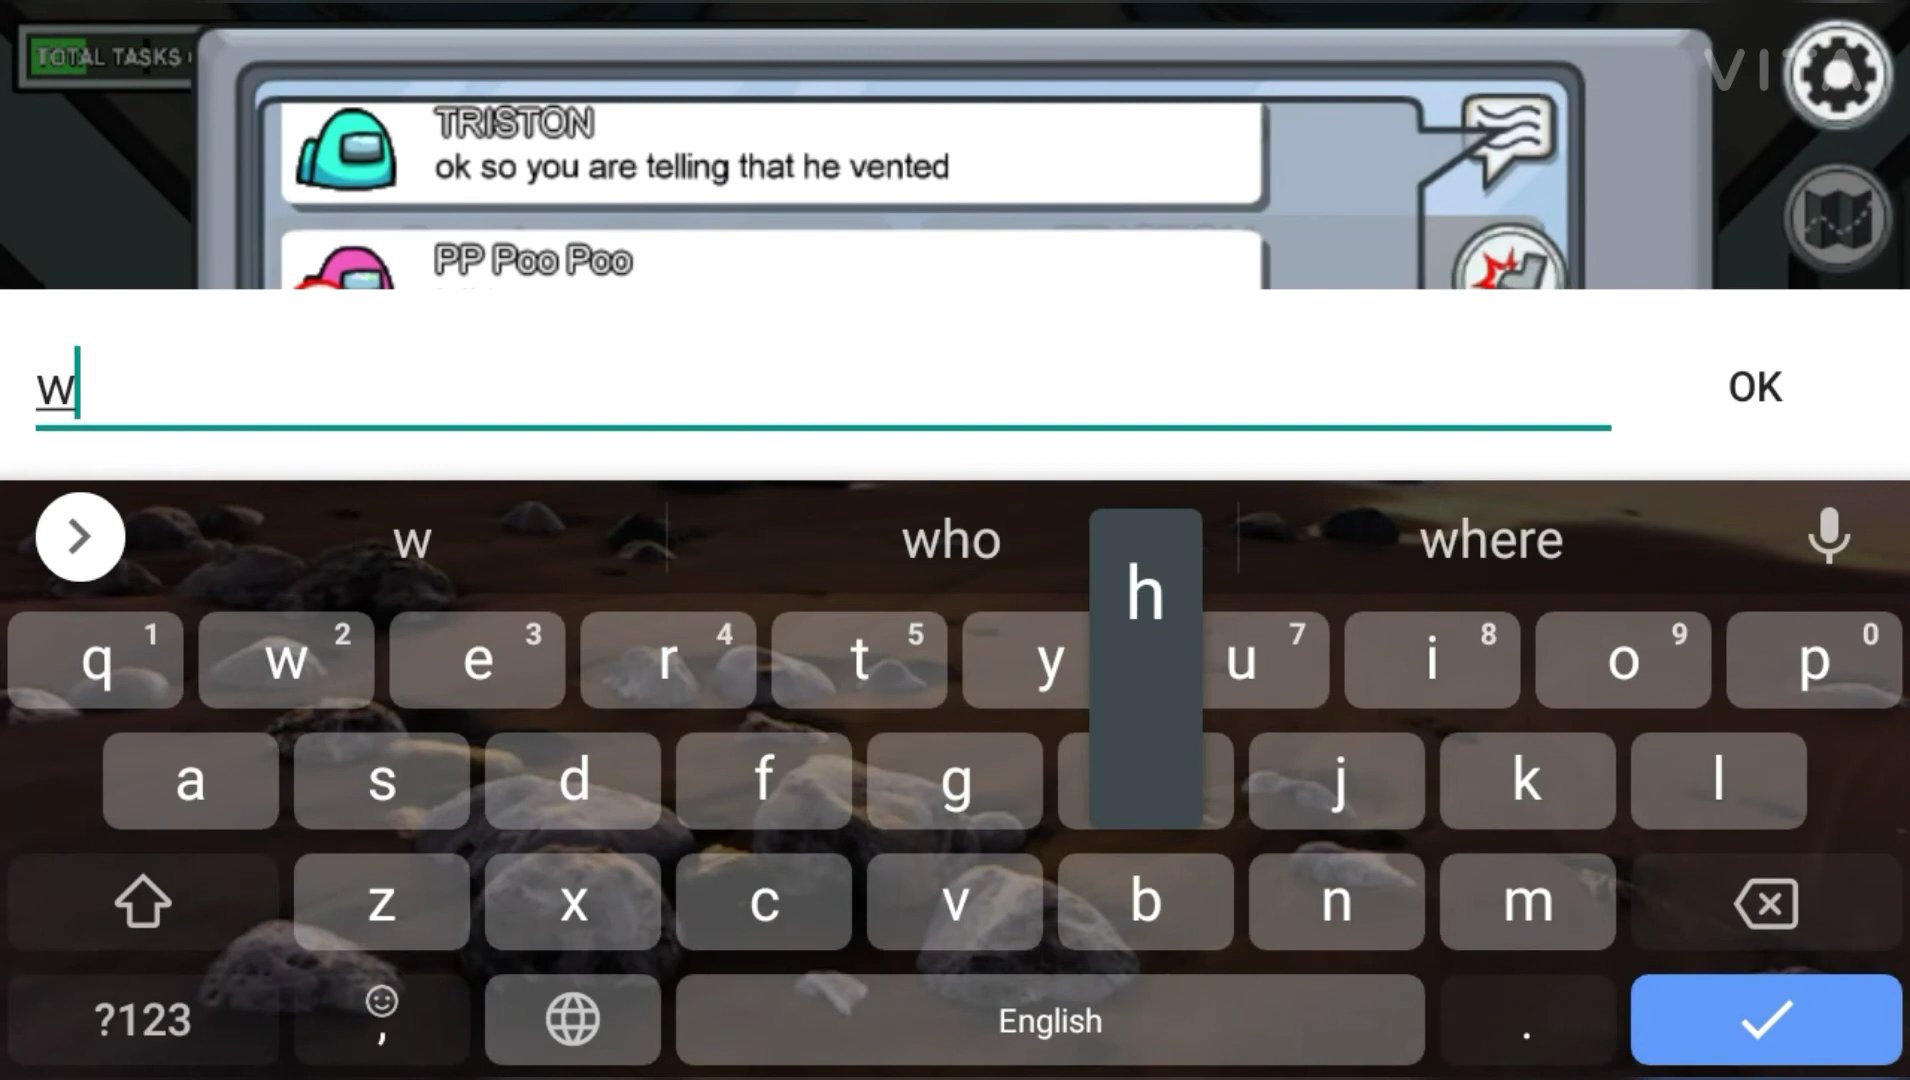 TOTAL TASKS
VITA
TRISTON
ok so you are telling that he vented
PP Poo Poo
w
OK
w who where
h
q 1 w 2 e 3 r 4 t 5 y u 7 i 8 o 9 p 0
a s d f g j k l
z x c v b n m
?123 , English .